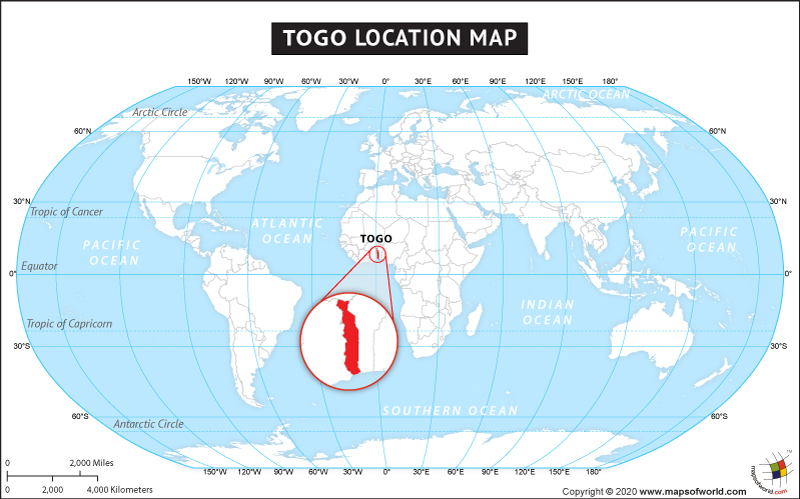 TOGO LOCATION MAP
150°W 120°W 90°W 60°W 30°W 0° 30°E 60°E 90°E 120°E 150°E 180°
ARCTIC OCEAN
Arctic Circle
60°N 60°N
30°N 30°N
Tropic of Cancer
ATLANTIC
OCEAN
PACIFIC
OCEAN
PACIFIC
OCEAN
TOGO
Equator
0° 0°
INDIAN
OCEAN
Tropic of Capricorn
30°S 30°S
SOUTHERN OCEAN
60°S 60°S
Antarctic Circle
150°W 120°W 90°W 60°W 30°W 0° 30°E 60°E 90°E 120°E 150°E 180°
0 2,000 Miles
0 2,000 4,000 Kilometers
Copyright © 2020 www.mapsofworld.com
mapsofworld.com
TM